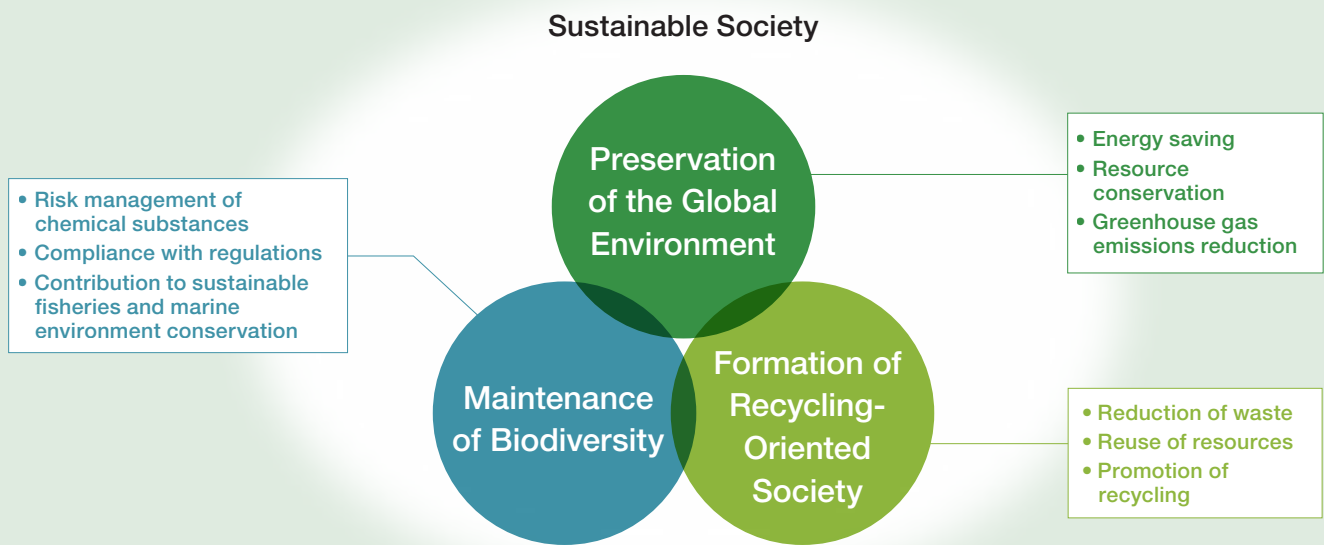 Sustainable Society
Preservation
of the Global
Environment
• Energy saving
• Resource
conservation
• Greenhouse gas
emissions reduction
• Risk management of
chemical substances
• Compliance with regulations
• Contribution to sustainable
fisheries and marine
environment conservation
Maintenance
of Biodiversity
Formation of
Recycling-
Oriented
Society
• Reduction of waste
• Reuse of resources
• Promotion of
recycling